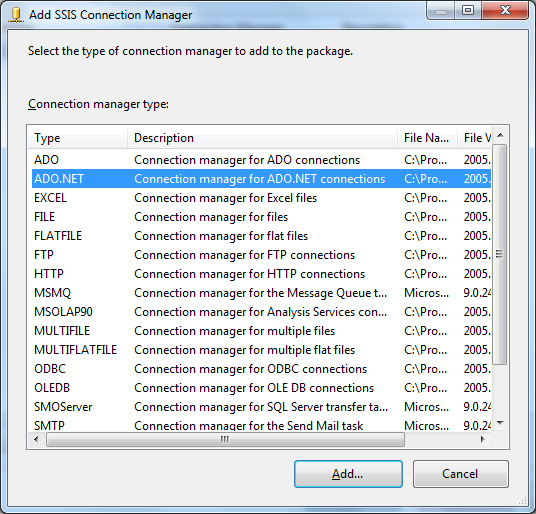 Add SSIS Connection Manager
Select the type of connection manager to add to the package.
Connection manager type:
Type Description File Na... File V
ADO Connection manager for ADO connections C:\Pro... 2005.
ADO.NET Connection manager for ADO.NET connections C:\Pro... 2005.
EXCEL Connection manager for Excel files C:\Pro... 2005.
FILE Connection manager for files C:\Pro... 2005.
FLATFILE Connection manager for flat files C:\Pro... 2005.
FTP Connection manager for FTP connections C:\Pro... 2005.
HTTP Connection manager for HTTP connections C:\Pro... 2005.
MSMQ Connection manager for the Message Queue t... Micros... 9.0.24
MSOLAP90 Connection manager for Analysis Services con... C:\Pro... 2005.
MULTIFILE Connection manager for multiple files C:\Pro... 2005.
MULTIFLATFILE Connection manager for multiple flat files C:\Pro... 2005.
ODBC Connection manager for ODBC connections C:\Pro... 2005.
OLEDB Connection manager for OLE DB connections C:\Pro... 2005.
SMOServer Connection manager for SQL Server transfer ta... Micros... 9.0.24
SMTP Connection manager for the Send Mail task Micros... 9.0.24
Add... Cancel